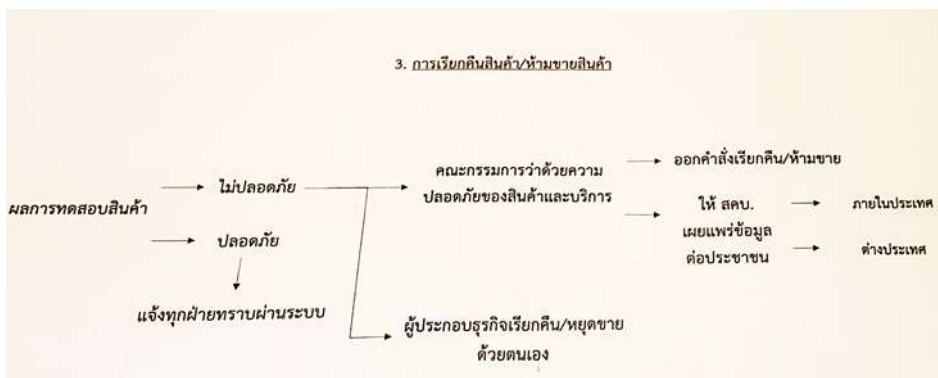 3. การเรียกคืนสินค้า/ห้ามขายสินค้า
ผลการทดสอบสินค้า
ไม่ปลอดภัย
ปลอดภัย
แจ้งทุกฝ่ายทราบผ่านระบบ
คณะกรรมการว่าด้วยความ
ปลอดภัยของสินค้าและบริการ
ออกคำสั่งเรียกคืน/ห้ามขาย
ให้ สคบ.
เผยแพร่ข้อมูล
ต่อประชาชน
ภายในประเทศ
ต่างประเทศ
ผู้ประกอบธุรกิจเรียกคืน/หยุดขาย
ด้วยตนเอง